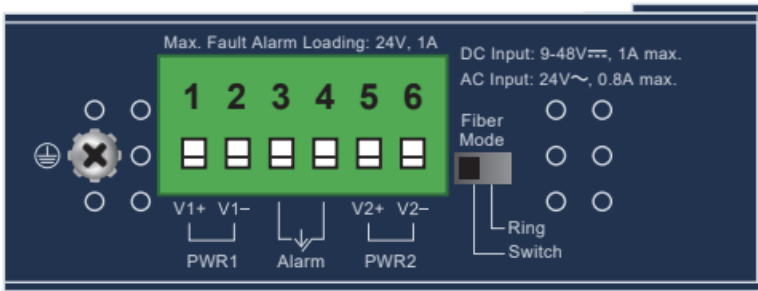 Max. Fault Alarm Loading: 24V, 1A
DC Input: 9-48V⎓, 1A max.
AC Input: 24V～, 0.8A max.
1 2 3 4 5 6
Fiber
Mode
V1+ V1– V2+ V2–
Ring
Switch
PWR1 Alarm PWR2